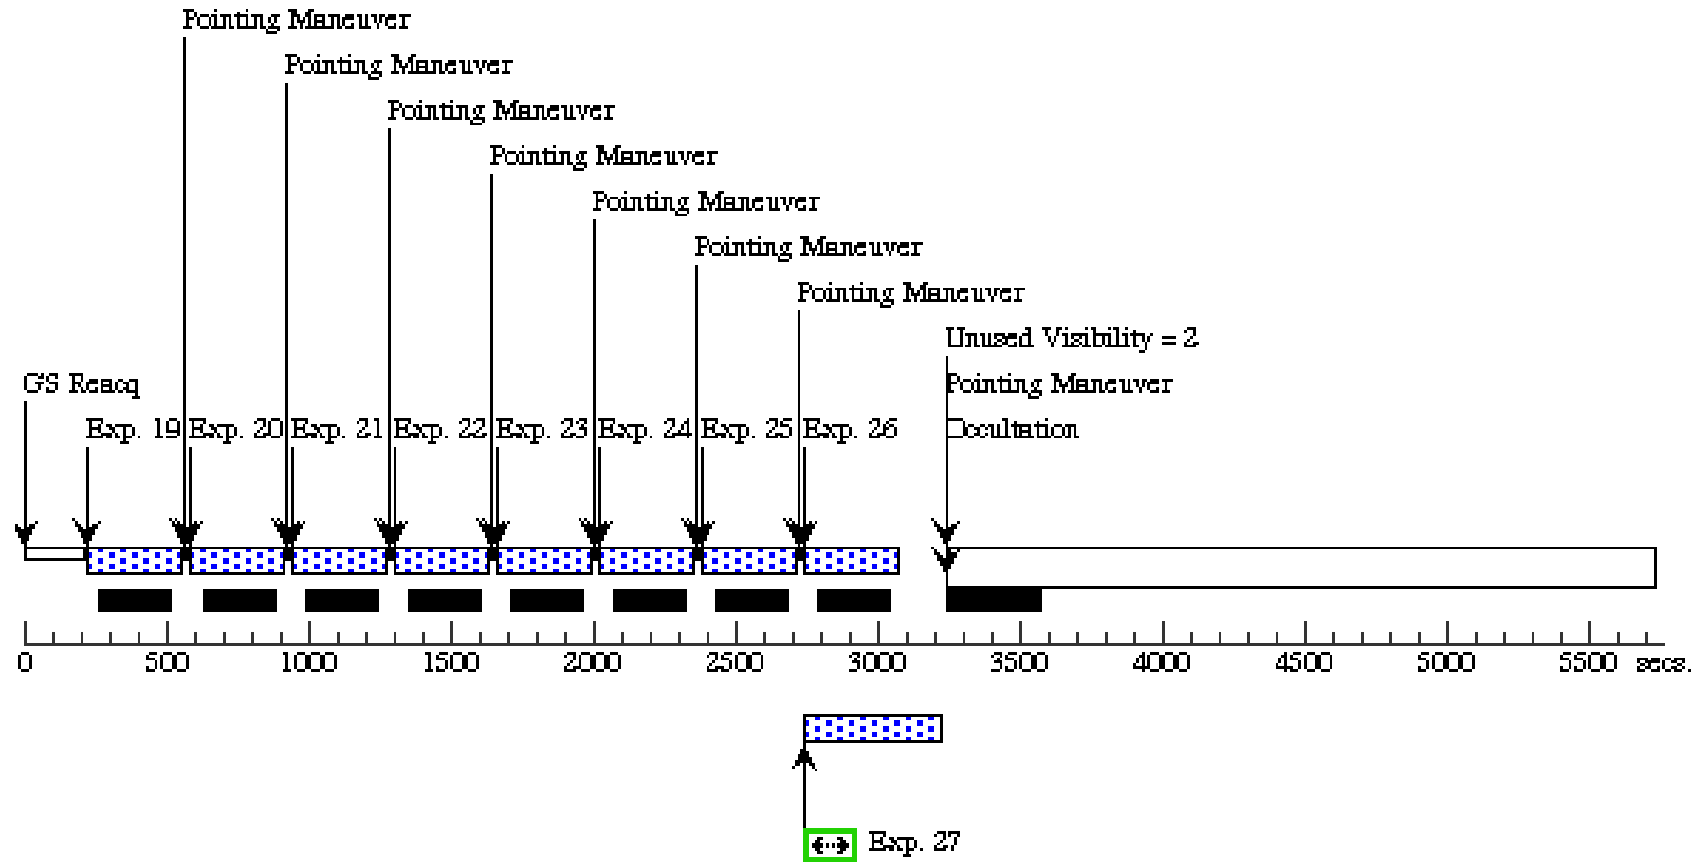 Pointing Maneuver
Pointing Maneuver
Pointing Maneuver
Pointing Maneuver
Pointing Maneuver
Pointing Maneuver
Pointing Maneuver
Unused Visibility = 2
GS Reacq
Pointing Maneuver
Exp. 19 Exp. 20 Exp. 21 Exp. 22 Exp. 23 Exp. 24 Exp. 25 Exp. 26
Occultation
0 500 1000 1500 2000 2500 3000 3500 4000 4500 5000 5500 secs.
Exp. 27